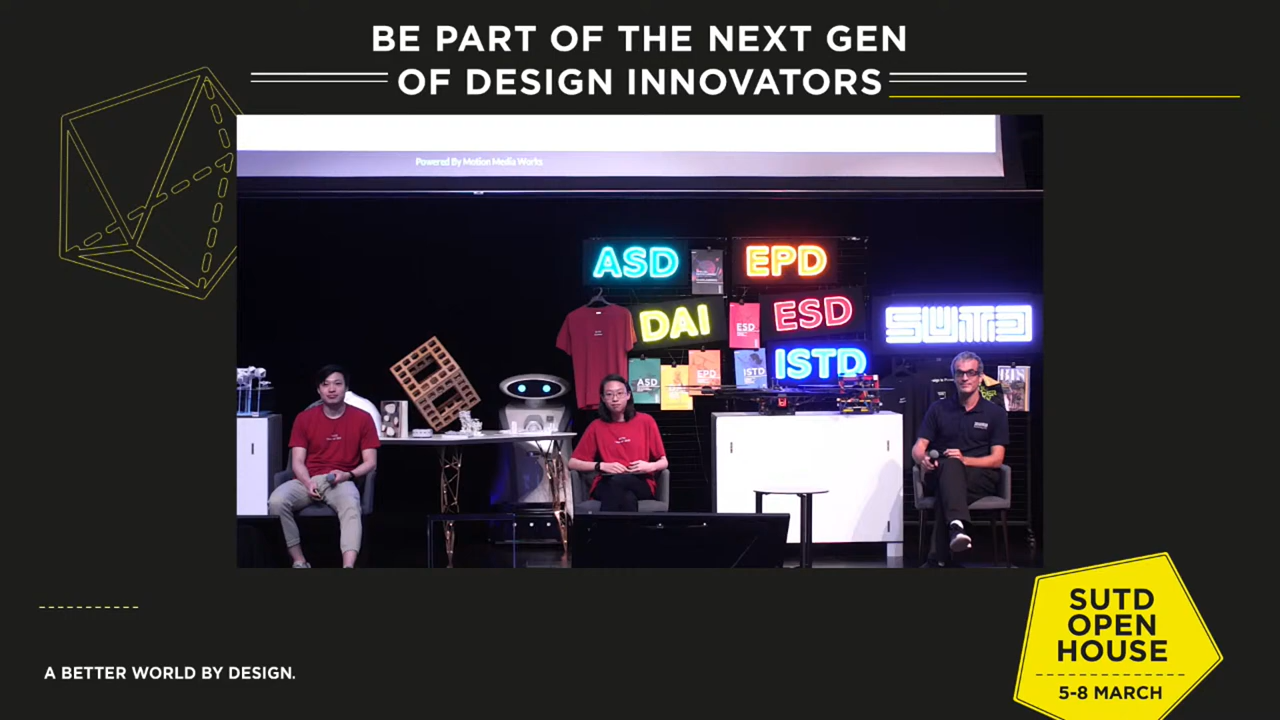 BE PART OF THE NEXT GEN
OF DESIGN INNOVATORS
Powered By Motion Media Works
ASD
EPD
DAI
ESD
SUTD
ISTD
ESD
ASD
EPD
ISTD
A BETTER WORLD BY DESIGN.
SUTD
OPEN
HOUSE
5-8 MARCH